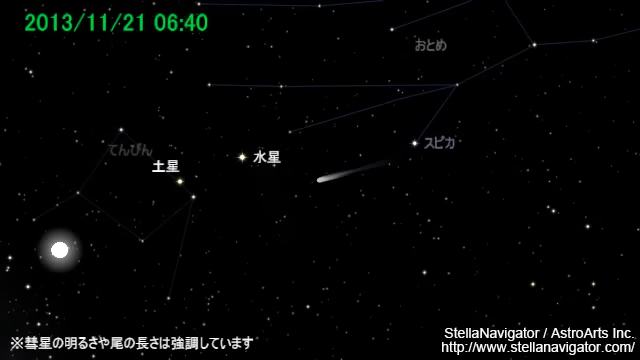 2013/11/21 06:40
おとめ
スピカ
てんびん
水星
土星
※彗星の明るさや尾の長さは強調しています
StellaNavigator / AstroArts Inc.
http://www.stellanavigator.com/